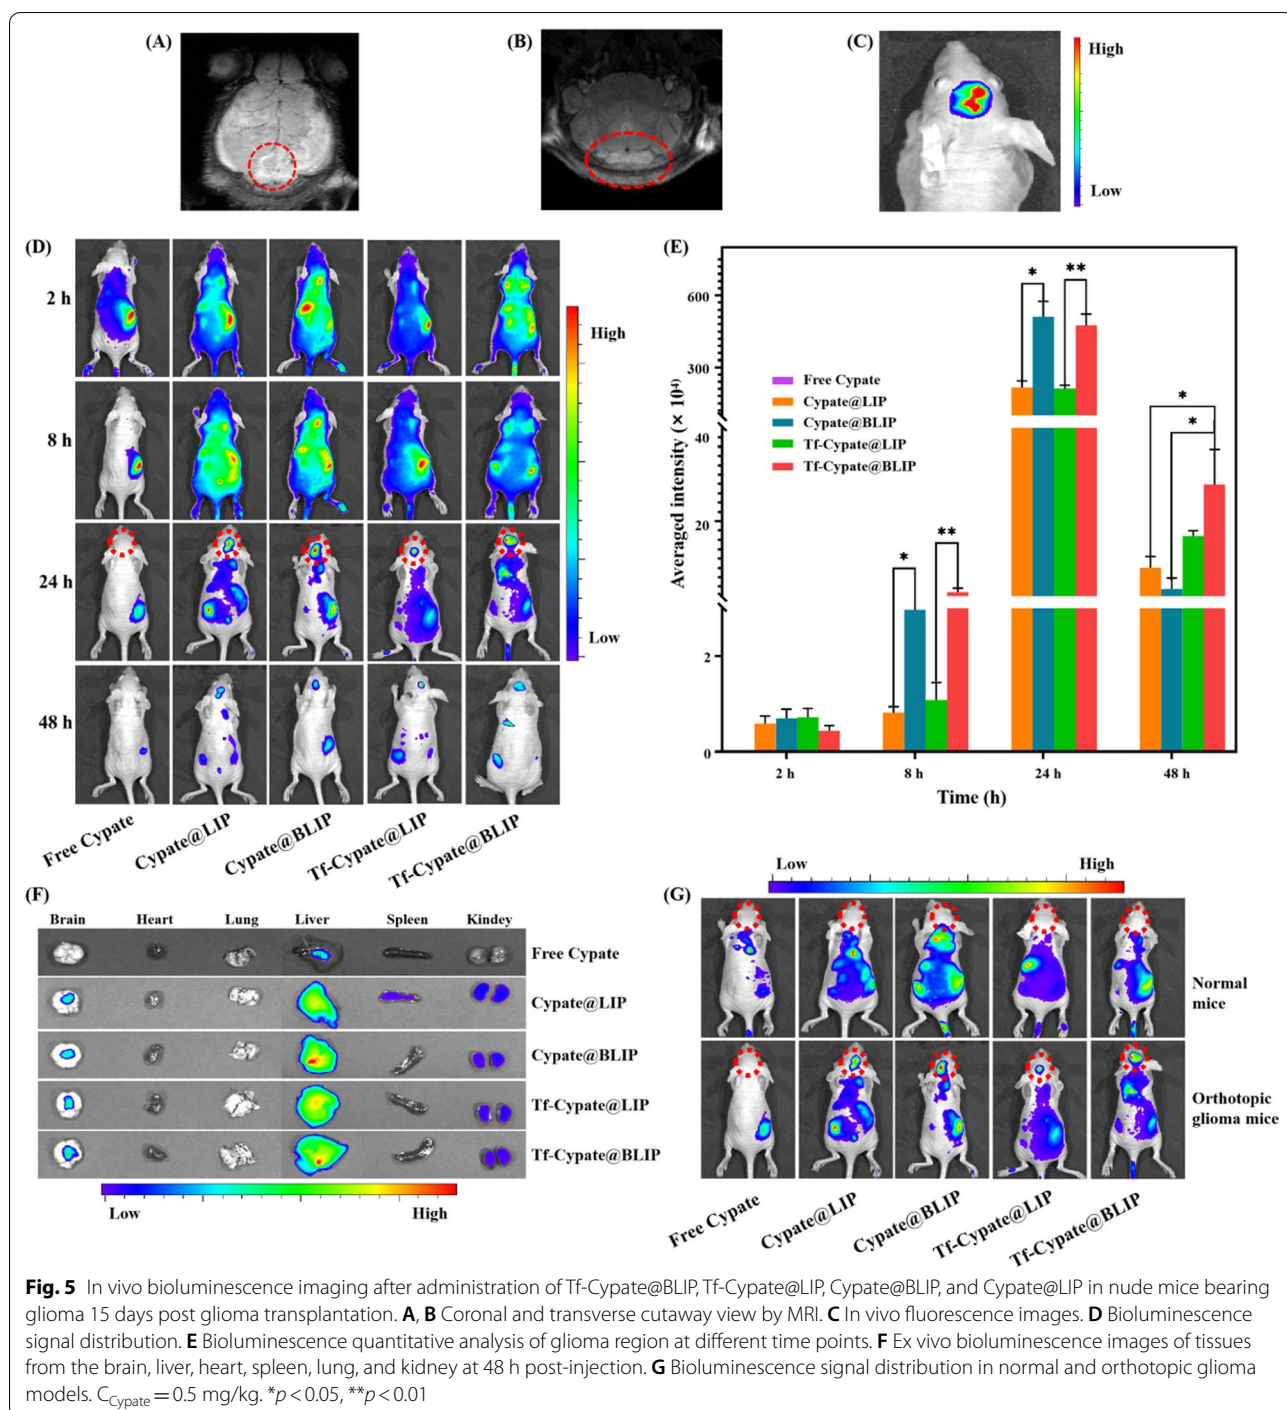 (A)
(B)
(C)
High
Low
(D)
2 h
8 h
24 h
48 h
High
Low
Free Cypate
Cypate@LIP
Cypate@BLIP
Tf-Cypate@LIP
Tf-Cypate@BLIP
(E)
Averaged intensity (× 10⁴)
600
300
40
20
2
0
Free Cypate
Cypate@LIP
Cypate@BLIP
Tf-Cypate@LIP
Tf-Cypate@BLIP
*
**
*
**
*
*
2 h
8 h
24 h
48 h
Time (h)
(F)
Brain Heart Lung Liver Spleen Kindey
Free Cypate
Cypate@LIP
Cypate@BLIP
Tf-Cypate@LIP
Tf-Cypate@BLIP
Low
High
(G)
Low
High
Normal
mice
Orthotopic
glioma mice
Free Cypate
Cypate@LIP
Cypate@BLIP
Tf-Cypate@LIP
Tf-Cypate@BLIP
Fig. 5 In vivo bioluminescence imaging after administration of Tf-Cypate@BLIP, Tf-Cypate@LIP, Cypate@BLIP, and Cypate@LIP in nude mice bearing
glioma 15 days post glioma transplantation. A, B Coronal and transverse cutaway view by MRI. C In vivo fluorescence images. D Bioluminescence
signal distribution. E Bioluminescence quantitative analysis of glioma region at different time points. F Ex vivo bioluminescence images of tissues
from the brain, liver, heart, spleen, lung, and kidney at 48 h post-injection. G Bioluminescence signal distribution in normal and orthotopic glioma
models. C_Cypate = 0.5 mg/kg. *p < 0.05, **p < 0.01